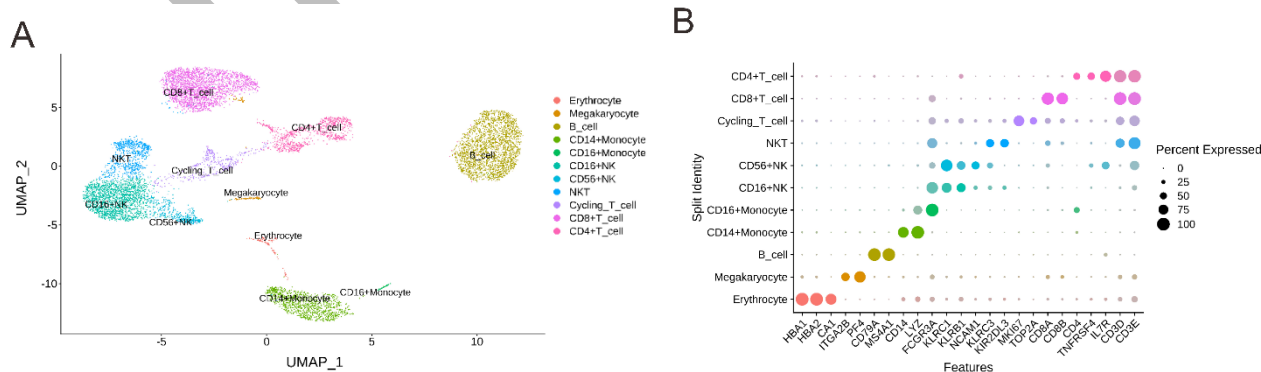 A
5
0
-5
-10
-5
0
5
10
UMAP_2
UMAP_1
CD8+T_cell
CD4+T_cell
B_cell
NKT
Cycling_T_cell
Megakaryocyte
CD16+NK
CD56+NK
Erythrocyte
CD16+Monocyte
CD14+Monocyte
Erythrocyte
Megakaryocyte
B_cell
CD14+Monocyte
CD16+Monocyte
CD16+NK
CD56+NK
NKT
Cycling_T_cell
CD8+T_cell
CD4+T_cell
B
Split Identity
CD4+T_cell
CD8+T_cell
Cycling_T_cell
NKT
CD56+NK
CD16+NK
CD16+Monocyte
CD14+Monocyte
B_cell
Megakaryocyte
Erythrocyte
HBA1
HBA2
CA1
ITGA2B
PF4
CD79A
MS4A1
CD14
LYZ
FCGR3A
KLRC1
KLRB1
NCAM1
KLRC3
KIR2DL3
MKI67
TOP2A
CD8A
CD8B
CD4
TNFRSF4
IL7R
CD3D
CD3E
Features
Percent Expressed
0
25
50
75
100